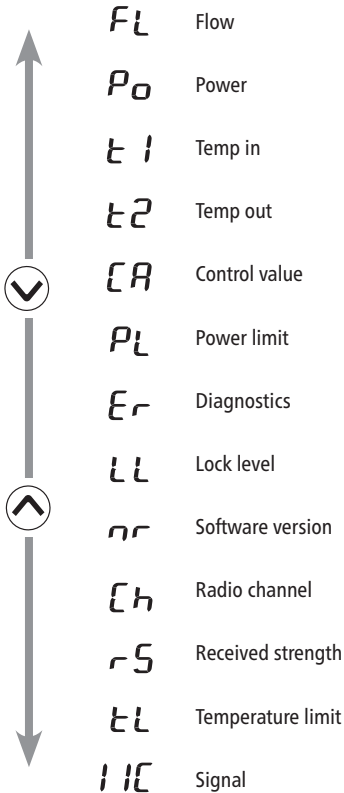 FL Flow
Po Power
t1 Temp in
t2 Temp out
CA Control value
PL Power limit
Er Diagnostics
LL Lock level
nr Software version
Ch Radio channel
rS Received strength
tL Temperature limit
11C Signal